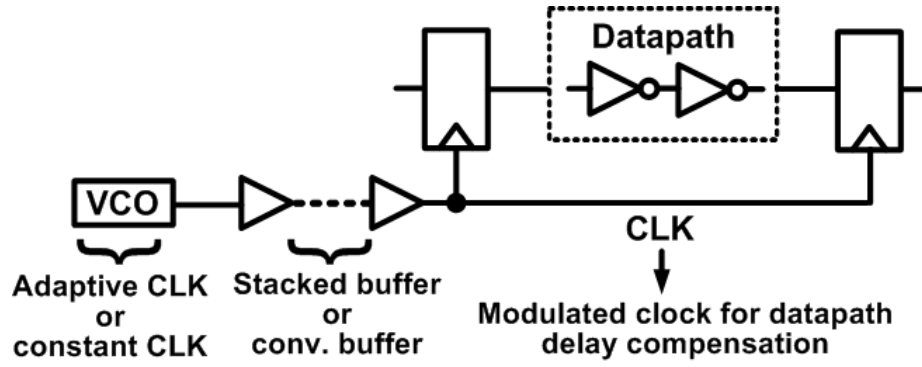 Datapath
VCO
CLK
Adaptive CLK
or
constant CLK
Stacked buffer
or
conv. buffer
Modulated clock for datapath
delay compensation